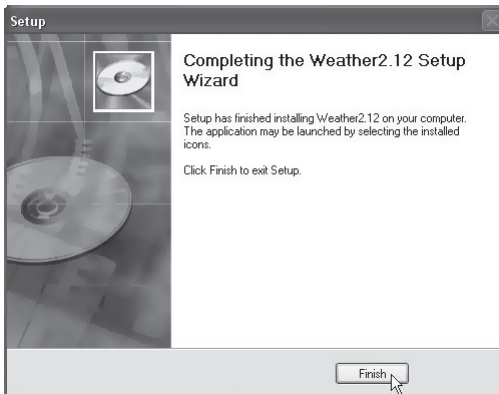 Setup
Completing the Weather2.12 Setup
Wizard
Setup has finished installing Weather2.12 on your computer.
The application may be launched by selecting the installed
icons.
Click Finish to exit Setup.
Finish